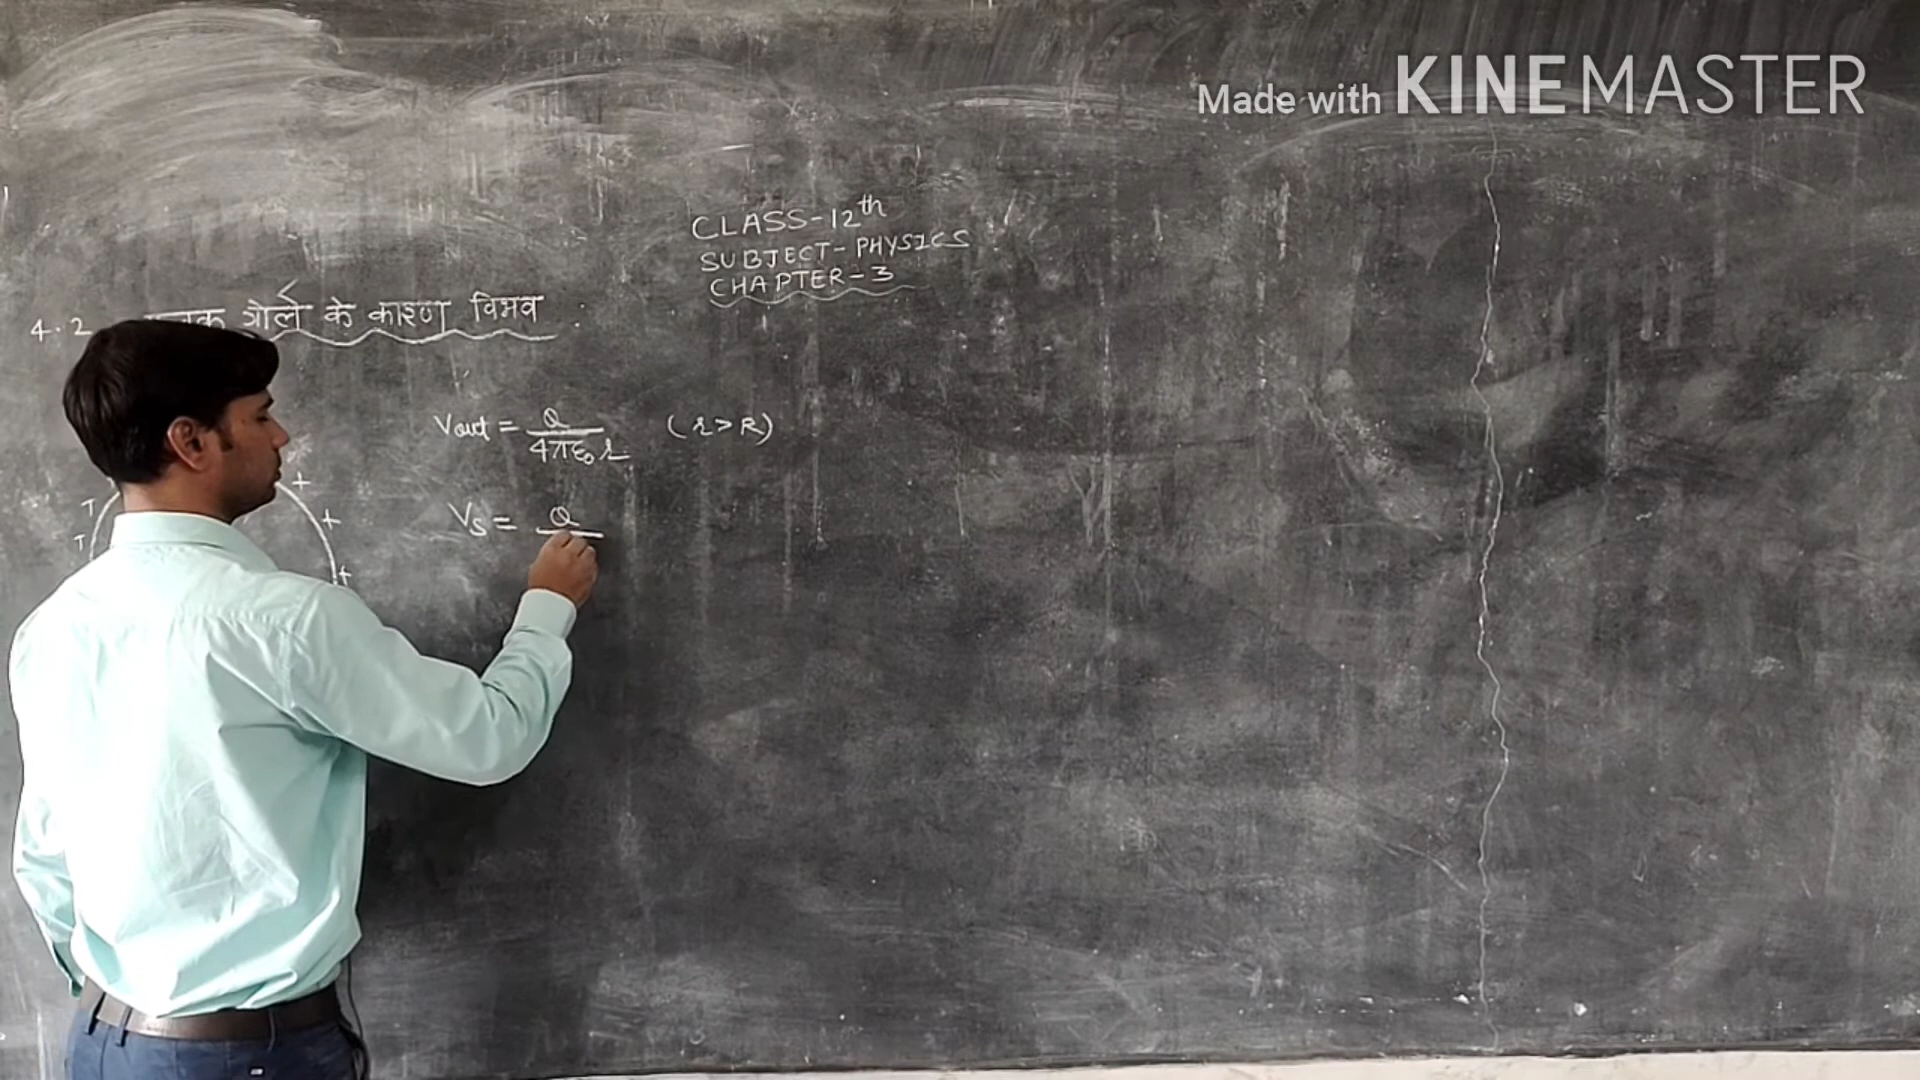 Made with KINEMASTER
CLASS-12th
SUBJECT-PHYSICS
CHAPTER-3
4.2 गोले के कारण विभव
Vout = Q / 4πε₀r (r > R)
Vs = Q /
+ + +